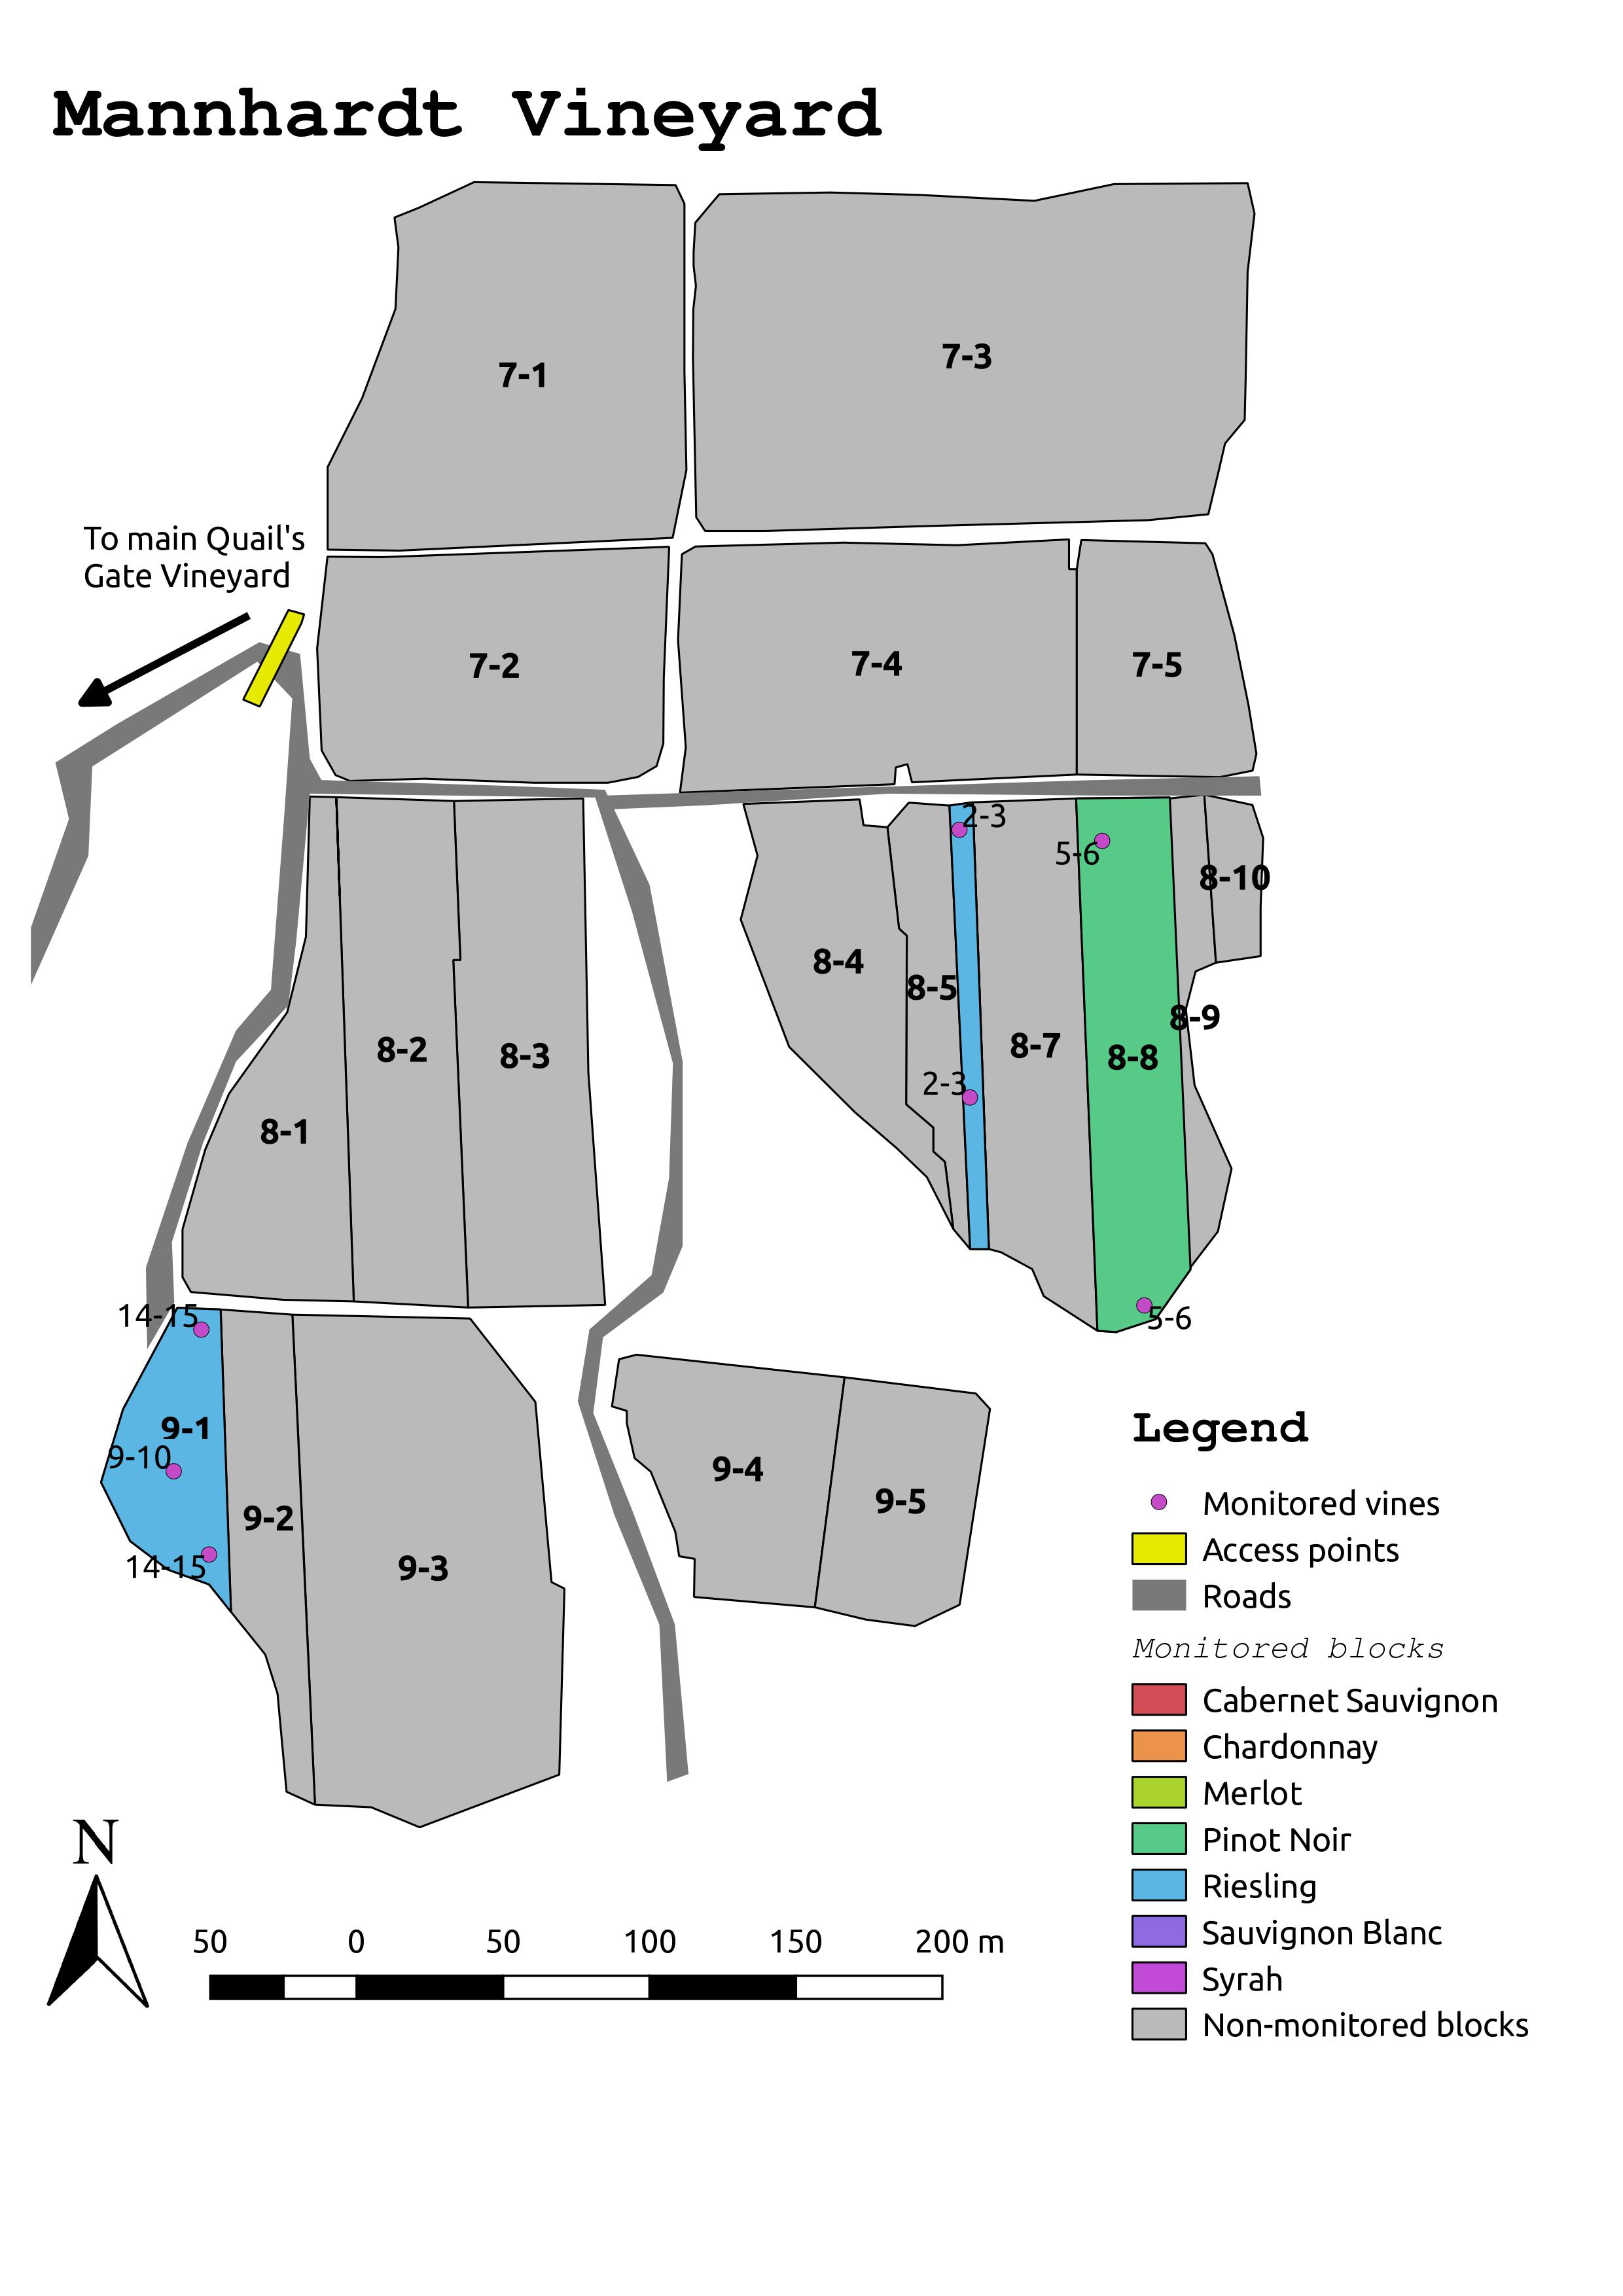 Mannhardt Vineyard
7-1
7-3
To main Quail's
Gate Vineyard
7-2
7-4
7-5
2-3
5-6
8-10
8-4
8-5
8-9
8-2
8-3
8-7
8-8
2-3
8-1
14-15
5-6
9-1
9-10
9-2
9-3
14-15
9-4
9-5
Legend
Monitored vines
Access points
Roads
Monitored blocks
Cabernet Sauvignon
Chardonnay
Merlot
Pinot Noir
Riesling
Sauvignon Blanc
Syrah
Non-monitored blocks
N
50 0 50 100 150 200 m